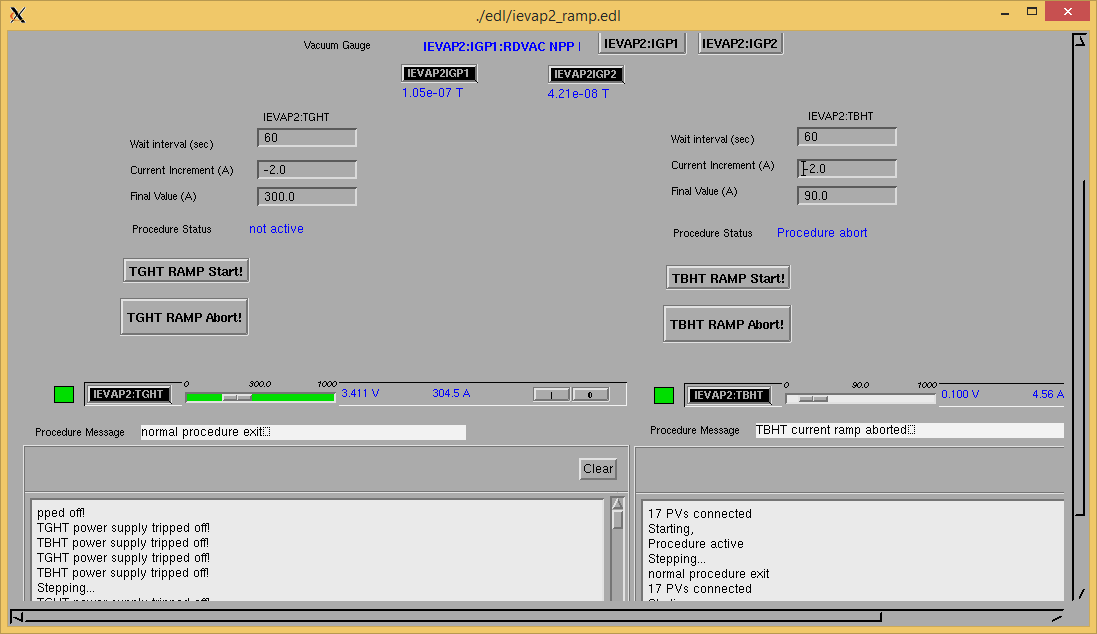 ./edl/ievap2_ramp.edl
Vacuum Gauge IEVAP2:IGP1:RDVAC NPP IEVAP2:IGP1 IEVAP2:IGP2
IEVAP2IGP1 IEVAP2IGP2
1.05e-07 T 4.21e-08 T
IEVAP2:TGHT IEVAP2:TBHT
Wait interval (sec) 60 Wait interval (sec) 60
Current Increment (A) -2.0 Current Increment (A) -2.0
Final Value (A) 300.0 Final Value (A) 90.0
Procedure Status not active Procedure Status Procedure abort
TGHT RAMP Start! TBHT RAMP Start!
TGHT RAMP Abort! TBHT RAMP Abort!
0 300.0 1000 0 90.0 1000
IEVAP2:TGHT 3.411 V 304.5 A I 0 IEVAP2:TBHT 0.100 V 4.56 A
Procedure Message normal procedure exit Procedure Message TBHT current ramp aborted
Clear
pped off! 17 PVs connected
TGHT power supply tripped off! Starting,
TBHT power supply tripped off! Procedure active
TGHT power supply tripped off! Stepping...
TBHT power supply tripped off! normal procedure exit
Stepping... 17 PVs connected
TGHT power supply tripped off!